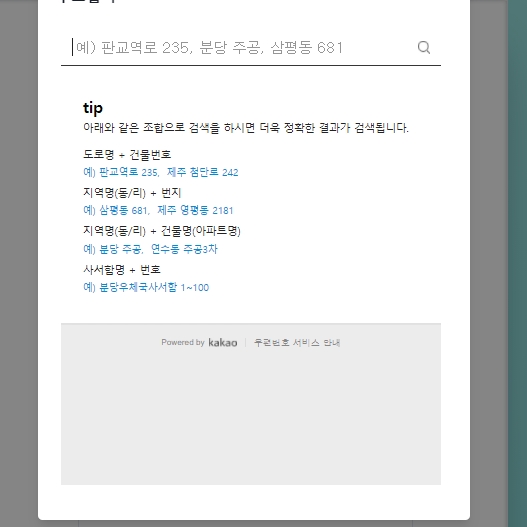 예) 판교역로 235, 분당 주공, 삼평동 681
tip
아래와 같은 조합으로 검색을 하시면 더욱 정확한 결과가 검색됩니다.
도로명 + 건물번호
예) 판교역로 235, 제주 첨단로 242
지역명(동/리) + 번지
예) 삼평동 681, 제주 영평동 2181
지역명(동/리) + 건물명(아파트명)
예) 분당 주공, 연수동 주공3차
사서함명 + 번호
예) 분당우체국사서함 1~100
Powered by kakao | 우편번호 서비스 안내